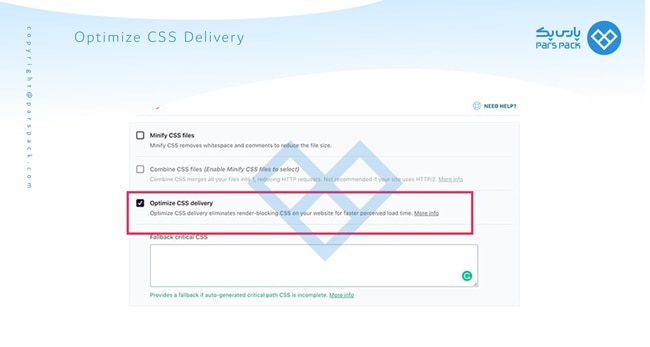 Optimize CSS Delivery
پارس پک
PARS PACK
copyright@parspack.com
NEED HELP?
Minify CSS files
Minify CSS removes whitespace and comments to reduce the file size.
Combine CSS files (Enable Minify CSS files to select)
Combine CSS merges all your files into 1, reducing HTTP requests. Not recommended if your site uses HTTP/2. More info
Optimize CSS delivery
Optimize CSS delivery eliminates render-blocking CSS on your website for faster perceived load time. More info
Fallback critical CSS
Provides a fallback if auto-generated critical path CSS is incomplete. More info